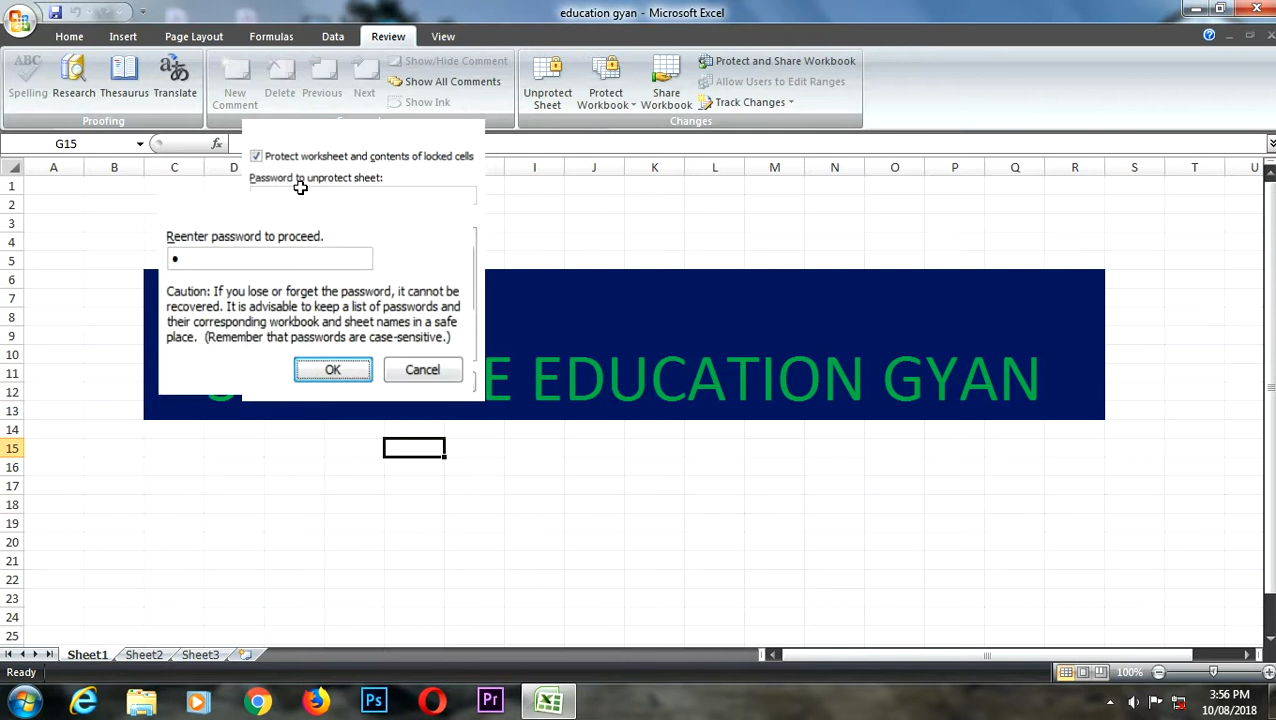 education gyan - Microsoft Excel
Home Insert Page Layout Formulas Data Review View
ABC
Spelling Research Thesaurus Translate
Proofing
New Comment Delete Previous Next
Show/Hide Comment
Show All Comments
Show Ink
Unprotect Sheet Protect Workbook Share Workbook
Protect and Share Workbook
Allow Users to Edit Ranges
Track Changes
Changes
G15 fx
A B C D I J K L M N O P Q R S T U
1
2
3
4
5
6
7
8
9
10
11
12
13
14
15
16
17
18
19
20
21
22
23
24
25
Protect worksheet and contents of locked cells
Password to unprotect sheet:
Reenter password to proceed.
Caution: If you lose or forget the password, it cannot be
recovered. It is advisable to keep a list of passwords and
their corresponding workbook and sheet names in a safe
place. (Remember that passwords are case-sensitive.)
OK Cancel
E EDUCATION GYAN
Sheet1 Sheet2 Sheet3
Ready 100%
Ps Pr
3:56 PM
10/08/2018